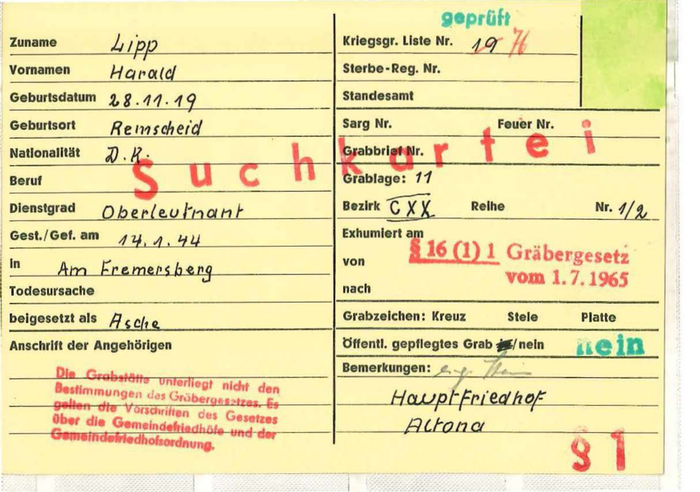 geprüft
Zuname Lipp
Vornamen Harald
Geburtsdatum 28.11.19
Geburtsort Remscheid
Nationalität D.R.
Beruf
Dienstgrad Oberleutnant
Gest./Gef. am 14.1.44
in Am Fremersberg
Todesursache
beigesetzt als Asche
Anschrift der Angehörigen
Die Grabstätte unterliegt nicht den
Bestimmungen des Gräbergesetzes. Es
gelten die Vorschriften des Gesetzes
über die Gemeindefriedhöfe und der
Gemeindefriedhofsordnung.
Suchkartei
Kriegsgr. Liste Nr. 19 76
Sterbe-Reg. Nr.
Standesamt
Sarg Nr. Feuer Nr.
Grabbrief Nr.
Grablage: 11
Bezirk CXX Reihe Nr. 1/2
Exhumiert am
§ 16 (1) 1 Gräbergesetz
von
vom 1.7.1965
nach
Grabzeichen: Kreuz Stele Platte
Öffentl. gepflegtes Grab /nein nein
Bemerkungen:
Hauptfriedhof
Altona
§ 1